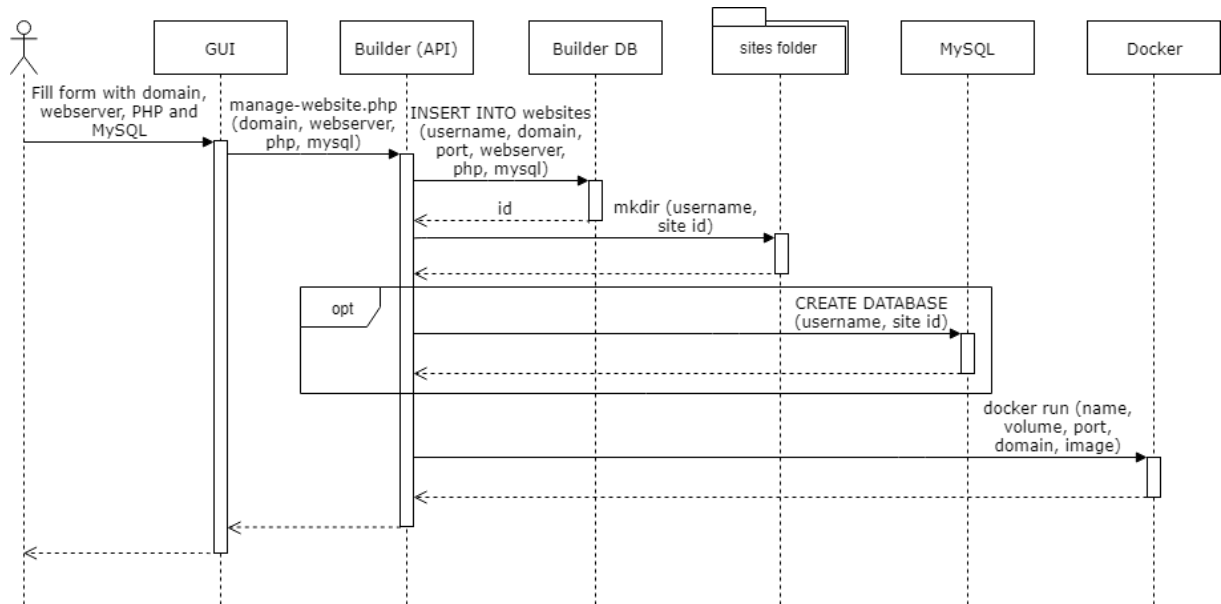 GUI
Builder (API)
Builder DB
sites folder
MySQL
Docker
Fill form with domain,
webserver, PHP and
MySQL
manage-website.php
(domain, webserver,
php, mysql)
INSERT INTO websites
(username, domain,
port, webserver,
php, mysql)
id
mkdir (username,
site id)
opt
CREATE DATABASE
(username, site id)
docker run (name,
volume, port,
domain, image)